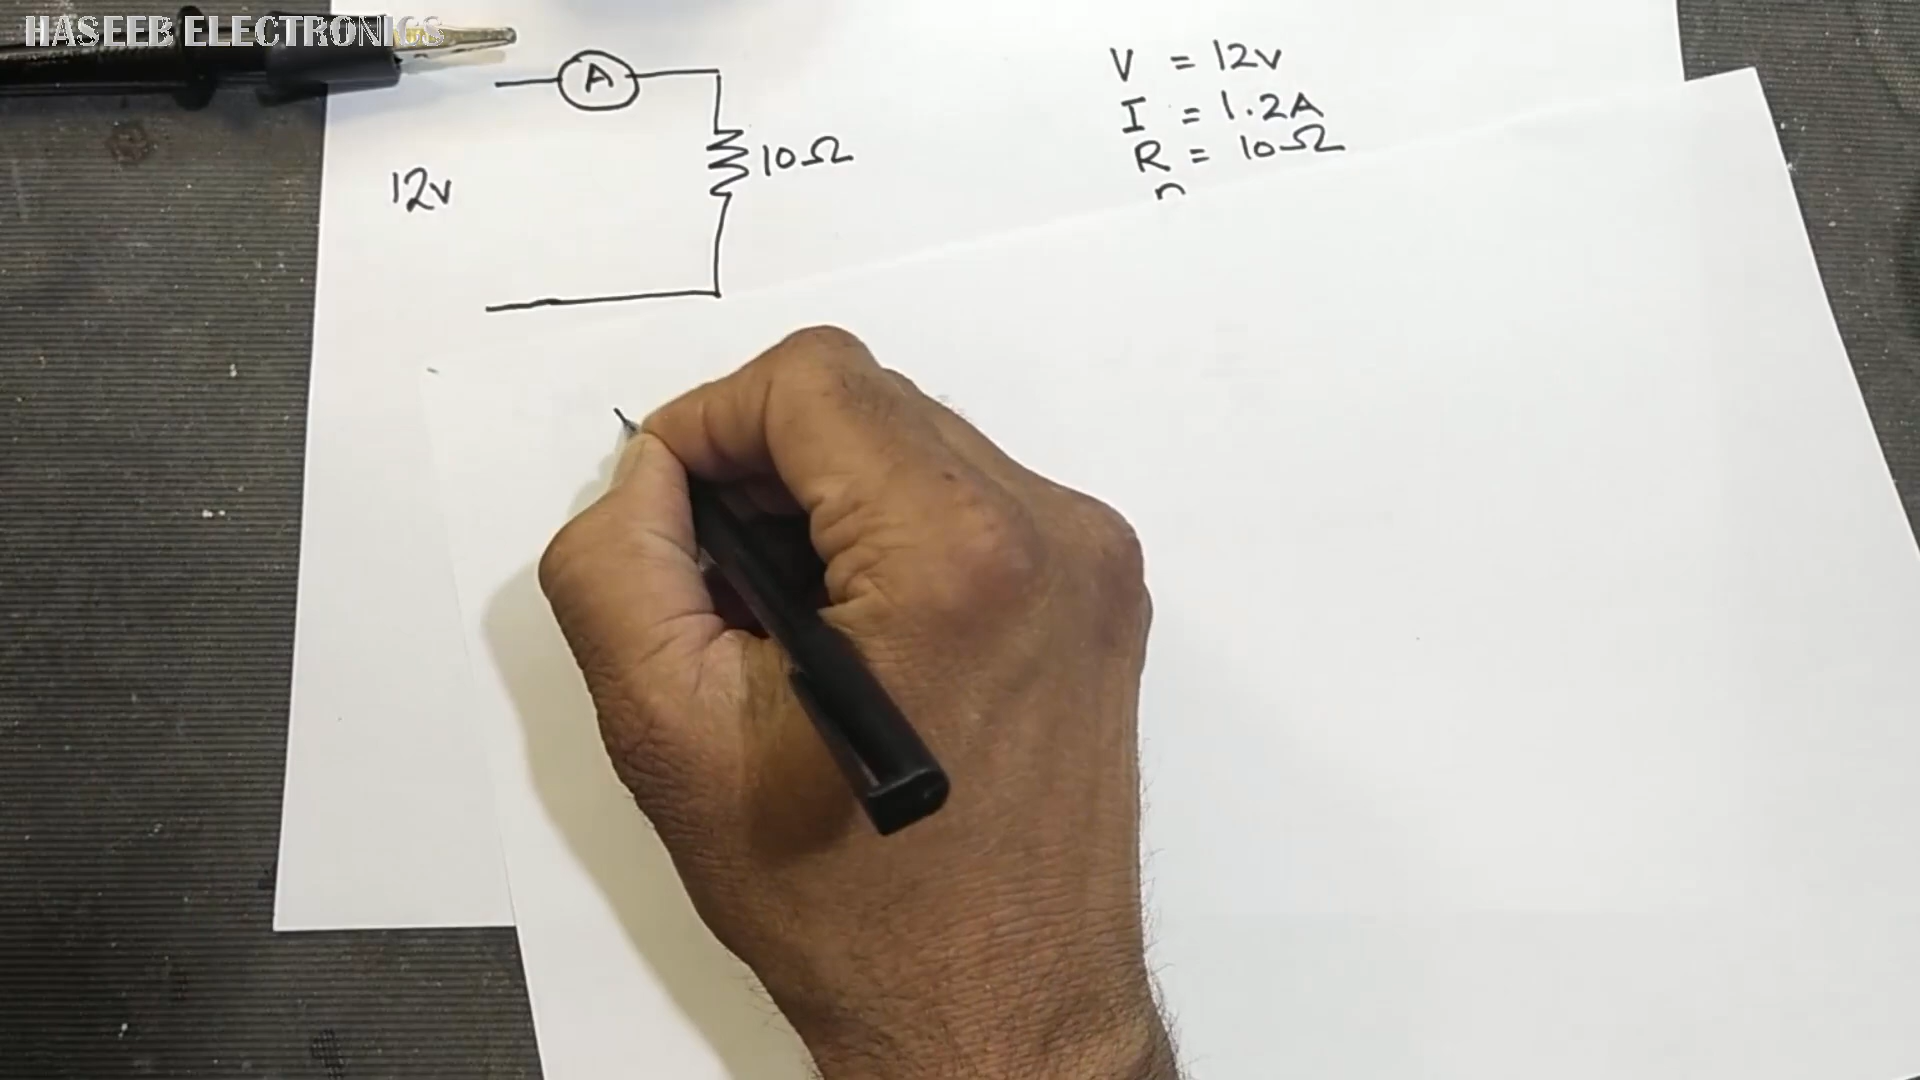 HASEEB ELECTRONICS
A
10Ω
12v
V = 12v
I = 1.2A
R = 10Ω